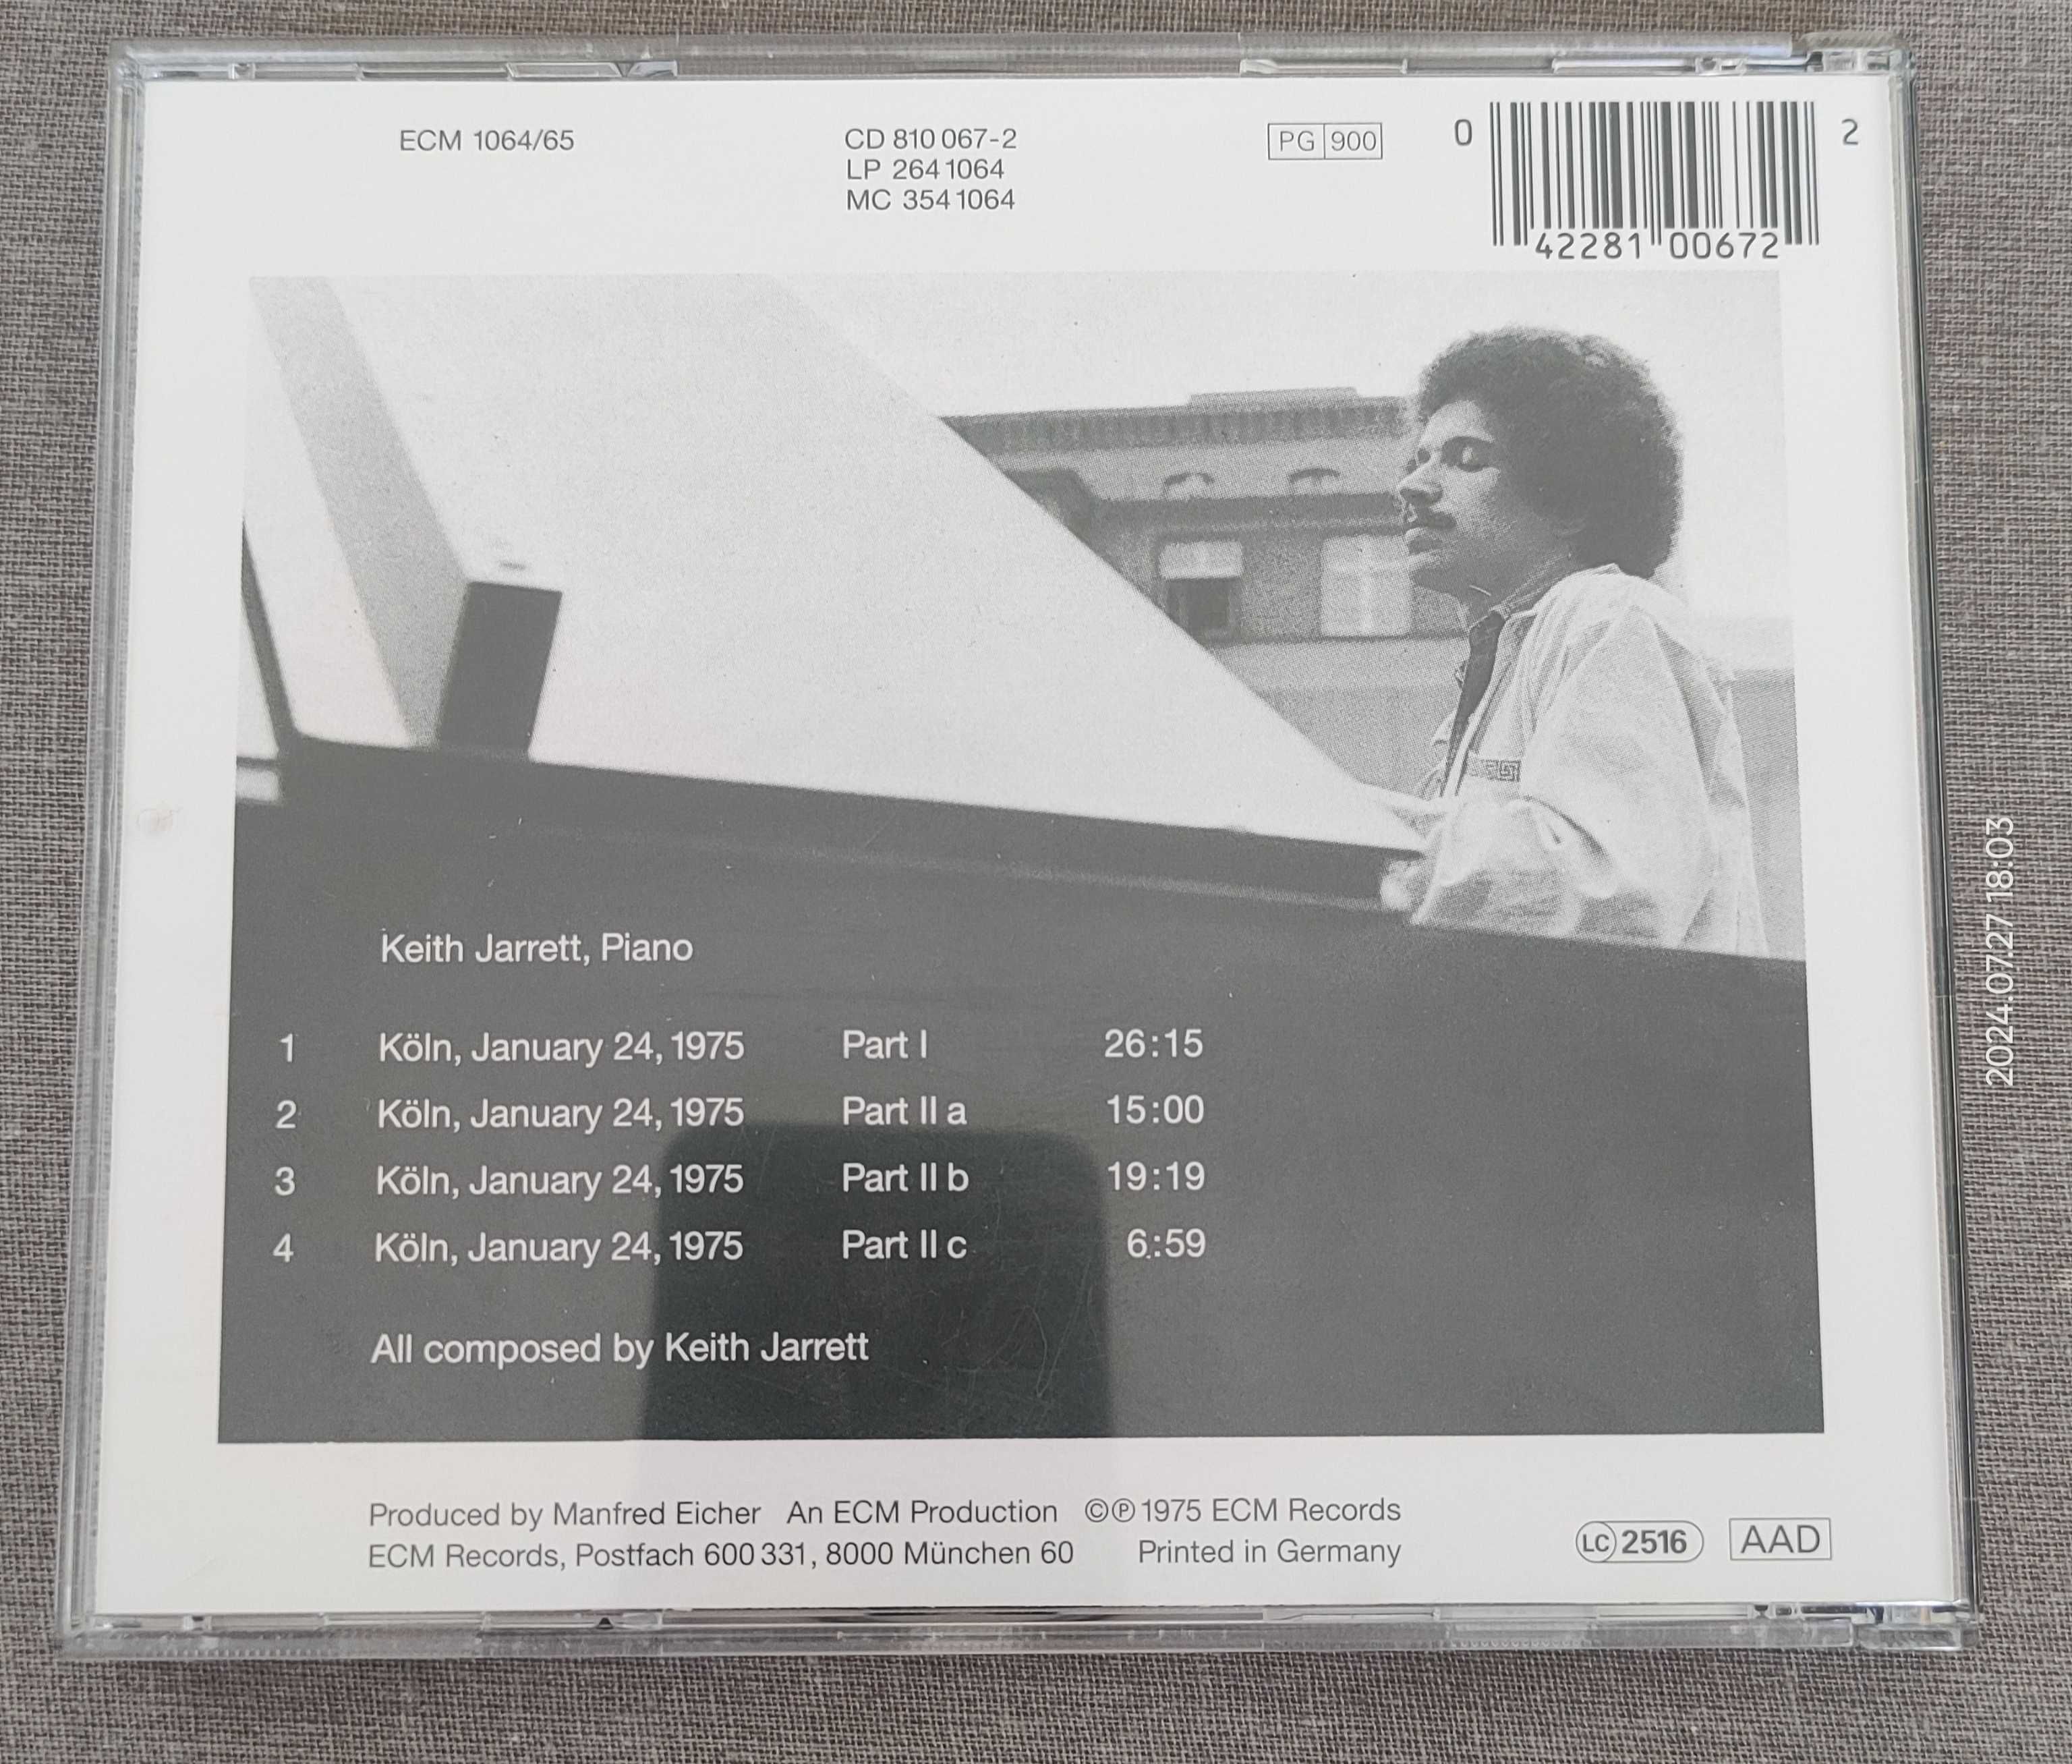 ECM 1064/65
CD 810 067-2
LP 264 1064
MC 354 1064
PG 900
0 42281 00672 2
Keith Jarrett, Piano
1 Köln, January 24, 1975 Part I 26:15
2 Köln, January 24, 1975 Part II a 15:00
3 Köln, January 24, 1975 Part II b 19:19
4 Köln, January 24, 1975 Part II c 6:59
All composed by Keith Jarrett
Produced by Manfred Eicher An ECM Production ©℗ 1975 ECM Records
ECM Records, Postfach 600 331, 8000 München 60 Printed in Germany
LC 2516 AAD
2024.07.27 18:03